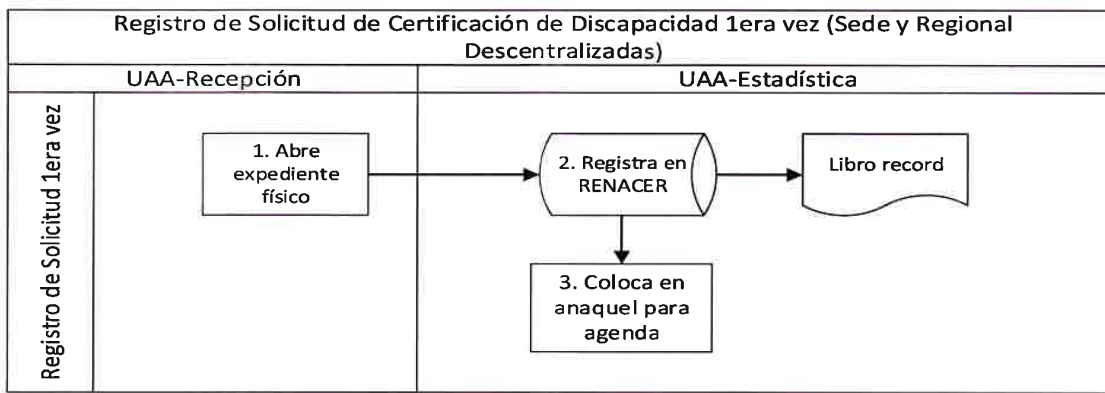 Registro de Solicitud de Certificación de Discapacidad 1era vez (Sede y Regional
Descentralizadas)
UAA-Recepción
UAA-Estadística
Registro de Solicitud 1era vez
1. Abre
expediente
físico
2. Registra en
RENACER
Libro record
3. Coloca en
anaquel para
agenda